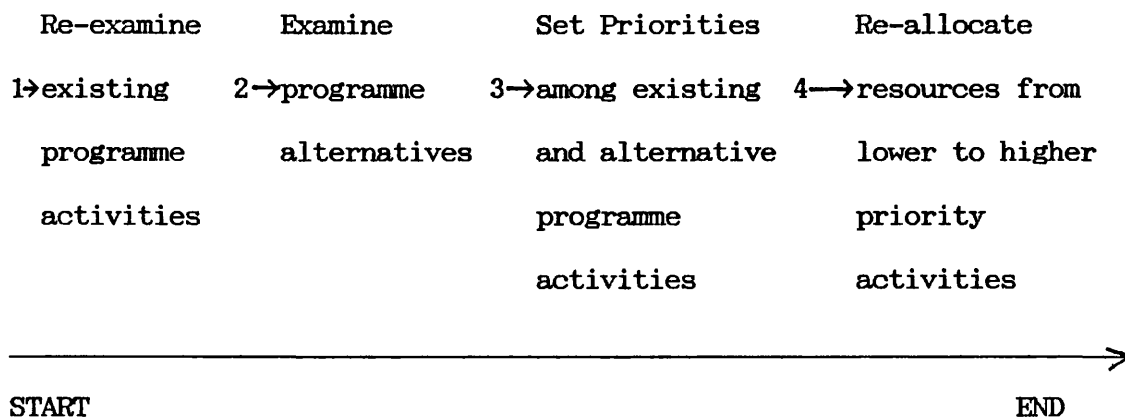 Re-examine Examine Set Priorities Re-allocate
1→existing 2→programme 3→among existing 4→resources from
programme alternatives and alternative lower to higher
activities programme priority
activities activities
START END